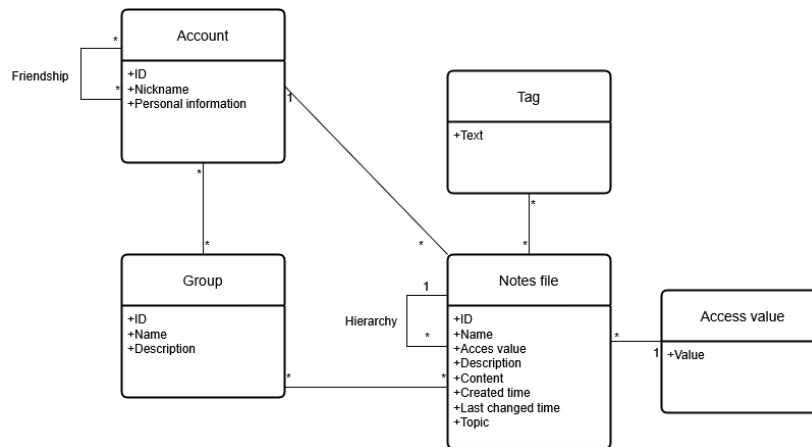 Account
*
+ID
+Nickname
+Personal information
*
Friendship
1
*
Tag
+Text
*
*
*
*
Group
+ID
+Name
+Description
*
*
Notes file
1
Hierarchy
*
+ID
+Name
+Acces value
+Description
+Content
+Created time
+Last changed time
+Topic
*
1
Access value
+Value